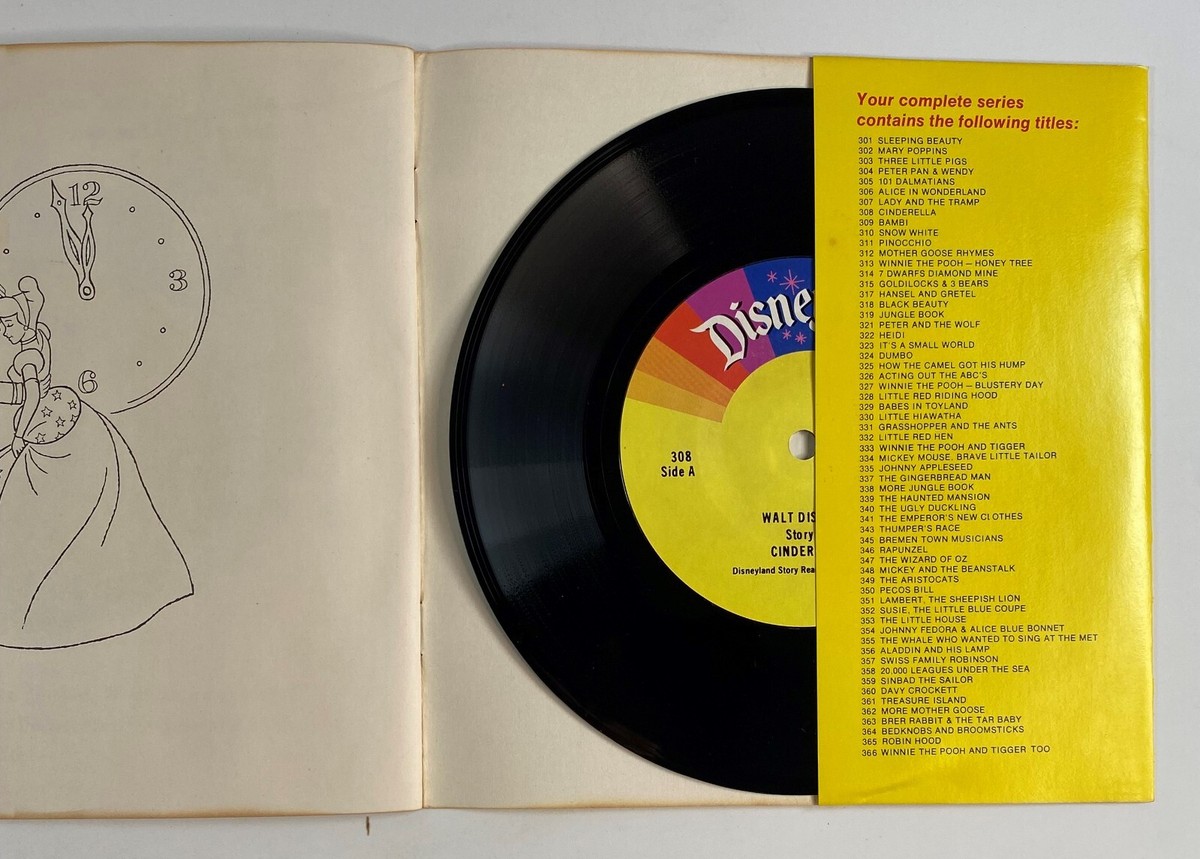 12
3
6
Disney
308
Side A
WALT DIS
Story
CINDER
Disneyland Story Rea
Your complete series
contains the following titles:
301 SLEEPING BEAUTY
302 MARY POPPINS
303 THREE LITTLE PIGS
304 PETER PAN & WENDY
305 101 DALMATIANS
306 ALICE IN WONDERLAND
307 LADY AND THE TRAMP
308 CINDERELLA
309 BAMBI
310 SNOW WHITE
311 PINOCCHIO
312 MOTHER GOOSE RHYMES
313 WINNIE THE POOH – HONEY TREE
314 7 DWARFS DIAMOND MINE
315 GOLDILOCKS & 3 BEARS
317 HANSEL AND GRETEL
318 BLACK BEAUTY
319 JUNGLE BOOK
321 PETER AND THE WOLF
322 HEIDI
323 IT'S A SMALL WORLD
324 DUMBO
325 HOW THE CAMEL GOT HIS HUMP
326 ACTING OUT THE ABC'S
327 WINNIE THE POOH – BLUSTERY DAY
328 LITTLE RED RIDING HOOD
329 BABES IN TOYLAND
330 LITTLE HIAWATHA
331 GRASSHOPPER AND THE ANTS
332 LITTLE RED HEN
333 WINNIE THE POOH AND TIGGER
334 MICKEY MOUSE, BRAVE LITTLE TAILOR
335 JOHNNY APPLESEED
337 THE GINGERBREAD MAN
338 MORE JUNGLE BOOK
339 THE HAUNTED MANSION
340 THE UGLY DUCKLING
341 THE EMPEROR'S NEW CLOTHES
343 THUMPER'S RACE
345 BREMEN TOWN MUSICIANS
346 RAPUNZEL
347 THE WIZARD OF OZ
348 MICKEY AND THE BEANSTALK
349 THE ARISTOCATS
350 PECOS BILL
351 LAMBERT, THE SHEEPISH LION
352 SUSIE, THE LITTLE BLUE COUPE
353 THE LITTLE HOUSE
354 JOHNNY FEDORA & ALICE BLUE BONNET
355 THE WHALE WHO WANTED TO SING AT THE MET
356 ALADDIN AND HIS LAMP
357 SWISS FAMILY ROBINSON
358 20,000 LEAGUES UNDER THE SEA
359 SINBAD THE SAILOR
360 DAVY CROCKETT
361 TREASURE ISLAND
362 MORE MOTHER GOOSE
363 BRER RABBIT & THE TAR BABY
364 BEDKNOBS AND BROOMSTICKS
365 ROBIN HOOD
366 WINNIE THE POOH AND TIGGER TOO